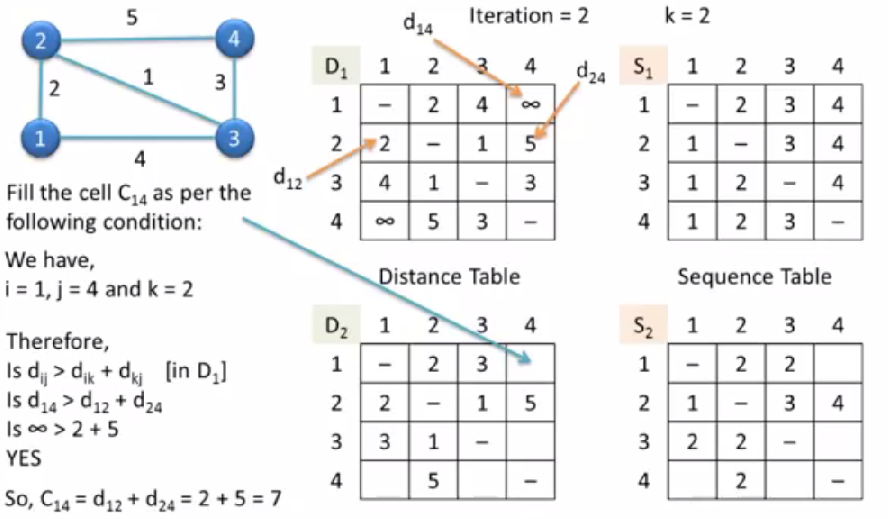 5
2
4
2
1
3
1
3
4
Fill the cell C14 as per the
following condition:
We have,
i = 1, j = 4 and k = 2
Therefore,
Is dij > dik + dkj [in D1]
Is d14 > d12 + d24
Is ∞ > 2 + 5
YES
So, C14 = d12 + d24 = 2 + 5 = 7
Iteration = 2 k = 2
d14
d24
d12
D1 1 2 3 4
1 – 2 4 ∞
2 2 – 1 5
3 4 1 – 3
4 ∞ 5 3 –
Distance Table
S1 1 2 3 4
1 – 2 3 4
2 1 – 3 4
3 1 2 – 4
4 1 2 3 –
Sequence Table
D2 1 2 3 4
1 – 2 3
2 2 – 1 5
3 3 1 –
4 5 –
S2 1 2 3 4
1 – 2 2
2 1 – 3 4
3 2 2 –
4 2 –